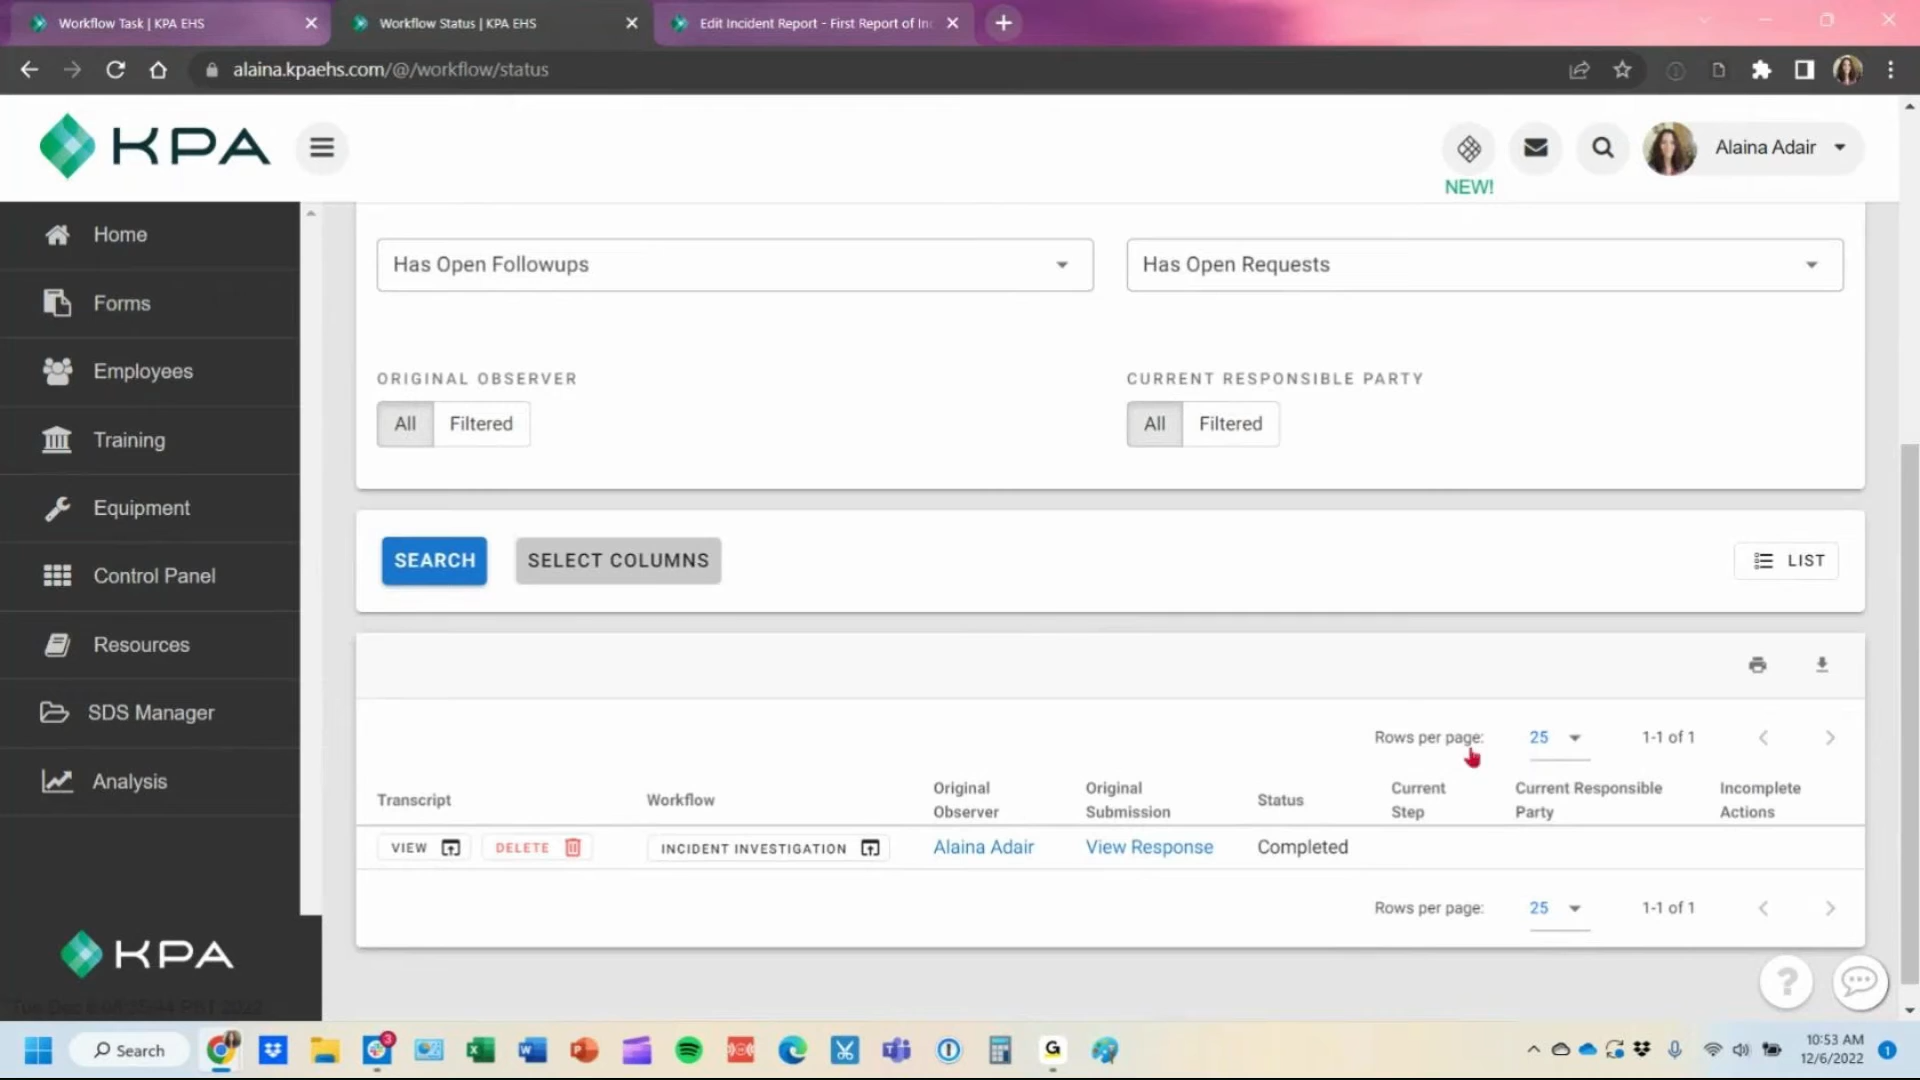 Workflow Task | KPA EHS
Workflow Status | KPA EHS
Edit Incident Report - First Report of In
alaina.kpaehs.com/@/workflow/status
KPA
NEW!
Alaina Adair
Home
Forms
Employees
Training
Equipment
Control Panel
Resources
SDS Manager
Analysis
KPA
Has Open Followups
Has Open Requests
ORIGINAL OBSERVER
CURRENT RESPONSIBLE PARTY
All Filtered
All Filtered
SEARCH
SELECT COLUMNS
LIST
Rows per page: 25 1-1 of 1
Transcript
Workflow
Original Observer
Original Submission
Status
Current Step
Current Responsible Party
Incomplete Actions
VIEW DELETE INCIDENT INVESTIGATION Alaina Adair View Response Completed
Rows per page: 25 1-1 of 1
?
Search
3
10:53 AM
12/6/2022
1